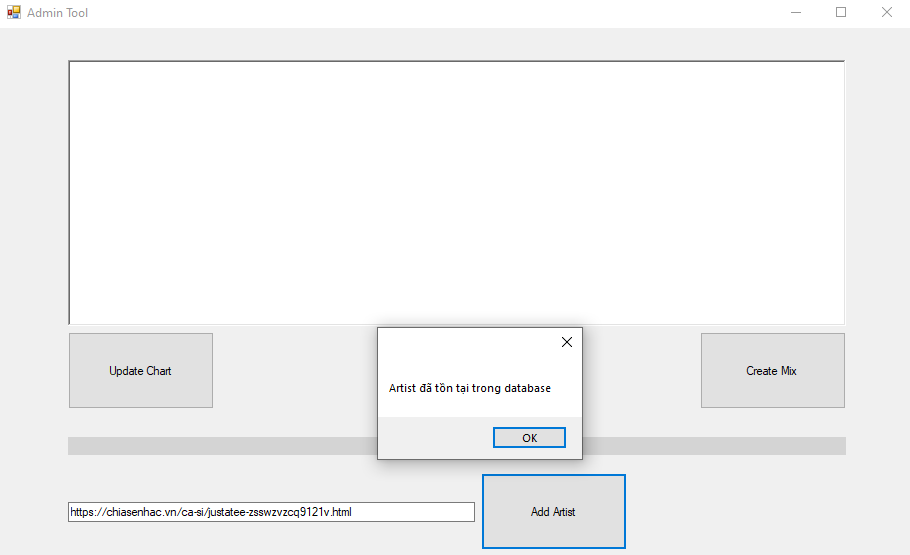 Admin Tool
Update Chart
Create Mix
Artist đã tồn tại trong database
OK
https://chiasenhac.vn/ca-si/justatee-zsswzvzcq9121v.html
Add Artist